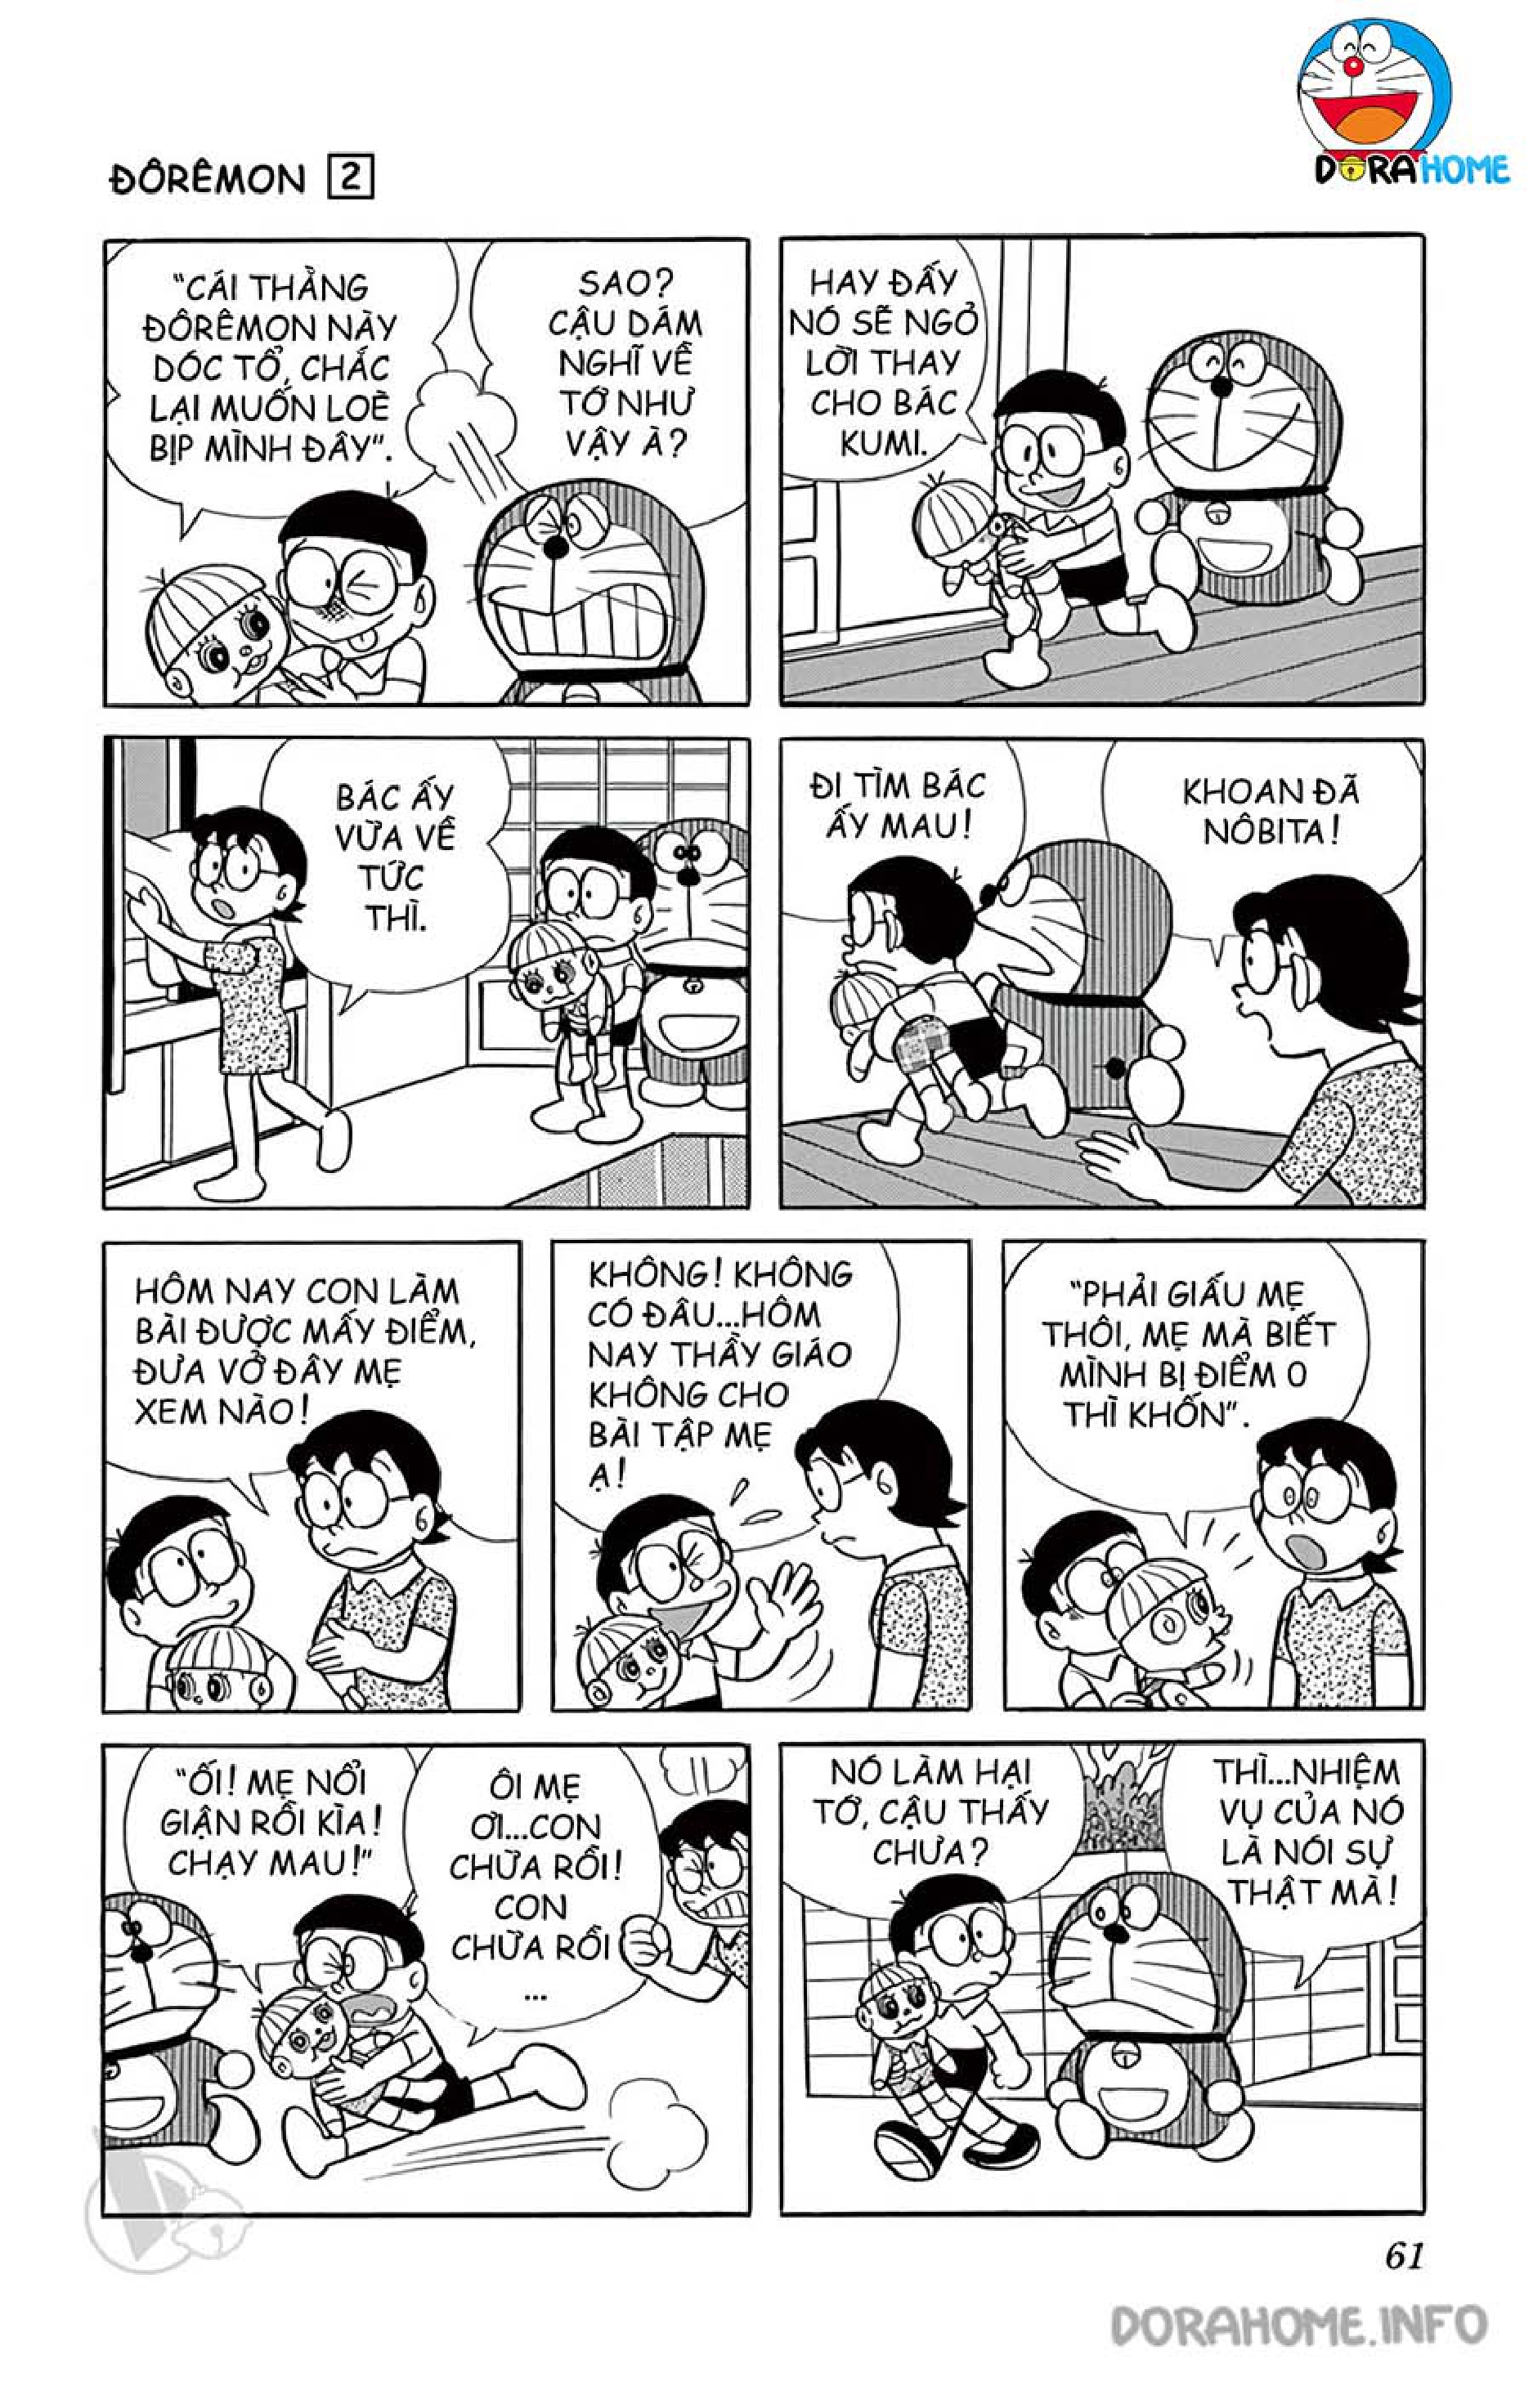 DORAHOME
ĐÔRÊMON 2
"CÁI THẰNG
ĐÔRÊMON NÀY
DÓC TỔ, CHẮC
LẠI MUỐN LOÈ
BỊP MÌNH ĐÂY".
SAO?
CẬU DÁM
NGHĨ VỀ
TỚ NHƯ
VẬY À?
HAY ĐẤY
NÓ SẼ NGỎ
LỜI THAY
CHO BÁC
KUMI.
BÁC ẤY
VỪA VỀ
TỨC
THÌ.
ĐI TÌM BÁC
ẤY MAU!
KHOAN ĐÃ
NÔBITA!
HÔM NAY CON LÀM
BÀI ĐƯỢC MẤY ĐIỂM,
ĐƯA VỞ ĐÂY MẸ
XEM NÀO!
KHÔNG! KHÔNG
CÓ ĐÂU...HÔM
NAY THẦY GIÁO
KHÔNG CHO
BÀI TẬP MẸ
Ạ!
"PHẢI GIẤU MẸ
THÔI, MẸ MÀ BIẾT
MÌNH BỊ ĐIỂM 0
THÌ KHỐN".
"ỐI! MẸ NỔI
GIẬN RỒI KÌA!
CHẠY MAU!"
ÔI MẸ
ƠI...CON
CHỪA RỒI!
CON
CHỪA RỒI
...
NÓ LÀM HẠI
TỚ, CẬU THẤY
CHƯA?
THÌ...NHIỆM
VỤ CỦA NÓ
LÀ NÓI SỰ
THẬT MÀ!
61
DORAHOME.INFO